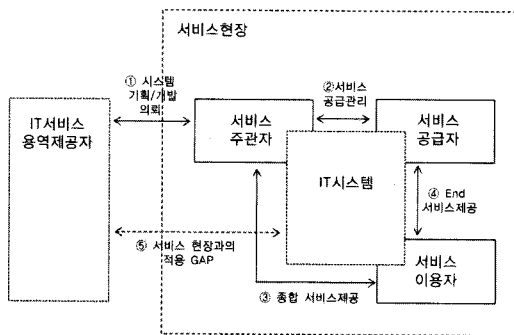 서비스현장
① 시스템
기획/개발
의뢰
②서비스
공급관리
IT서비스
용역제공자
서비스
주관자
서비스
공급자
IT시스템
④ End
서비스제공
⑤ 서비스 현장과의
적용 GAP
서비스
이용자
③ 종합 서비스제공